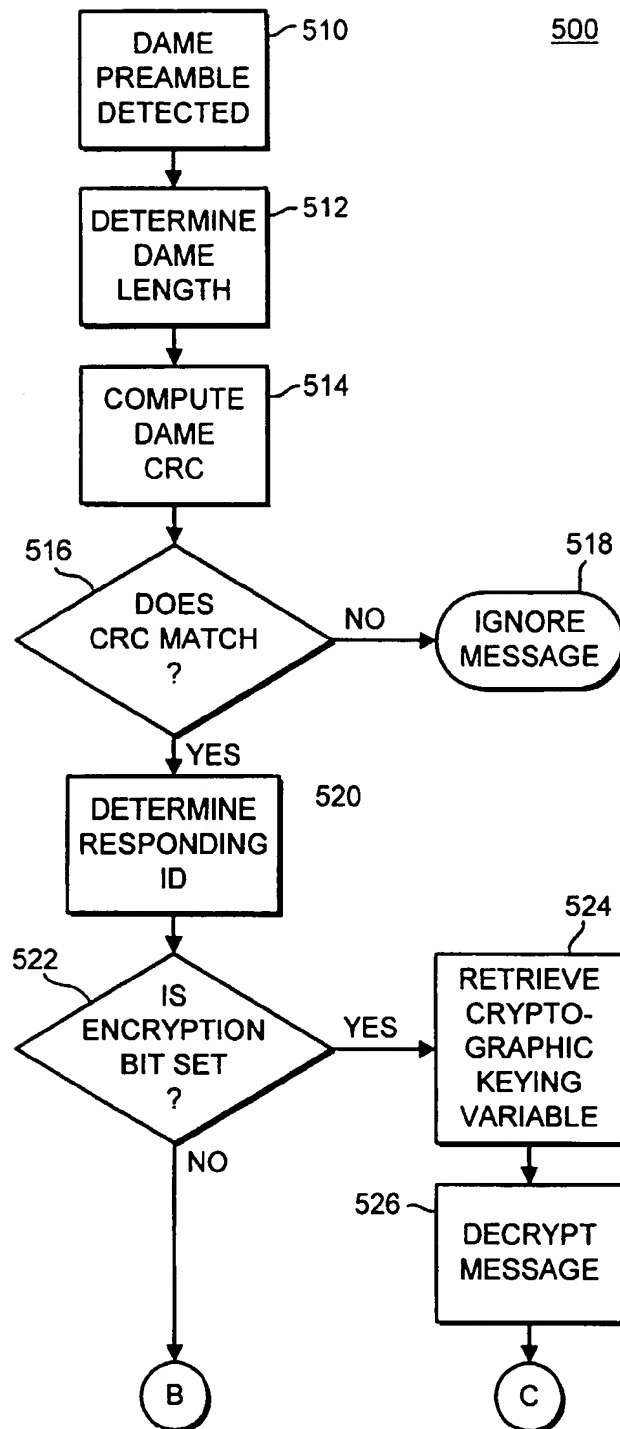 510
500
DAME
PREAMBLE
DETECTED
512
DETERMINE
DAME
LENGTH
514
COMPUTE
DAME
CRC
516
DOES
CRC MATCH
?
NO
518
IGNORE
MESSAGE
YES
DETERMINE
RESPONDING
ID
520
522
IS
ENCRYPTION
BIT SET
?
YES
524
RETRIEVE
CRYPTO-
GRAPHIC
KEYING
VARIABLE
NO
526
DECRYPT
MESSAGE
B
C